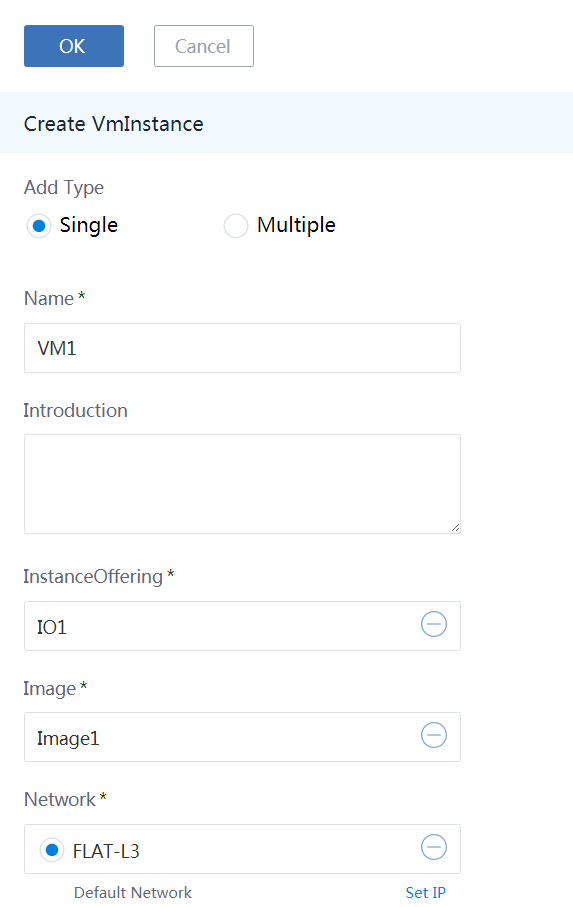 OK Cancel
Create VmInstance
Add Type
Single Multiple
Name *
VM1
Introduction
InstanceOffering *
IO1
Image *
Image1
Network *
FLAT-L3
Default Network Set IP